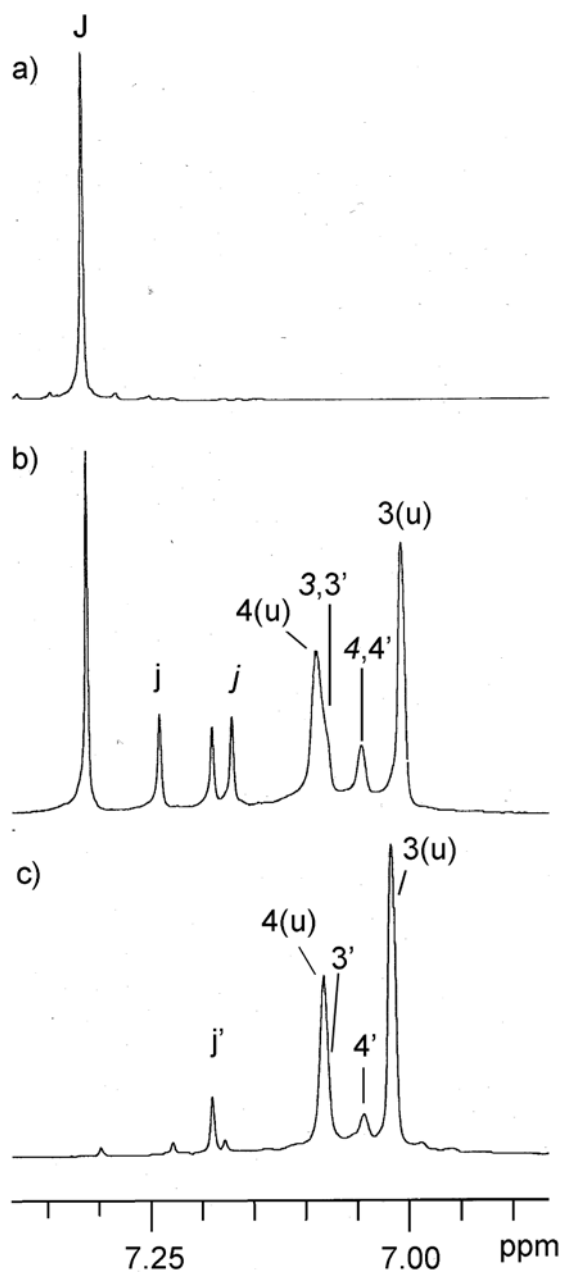 J
a)
b)
3(u)
3,3’
4(u)
4,4’
j
j
c)
3(u)
4(u)
3’
j’
4’
7.25
7.00
ppm